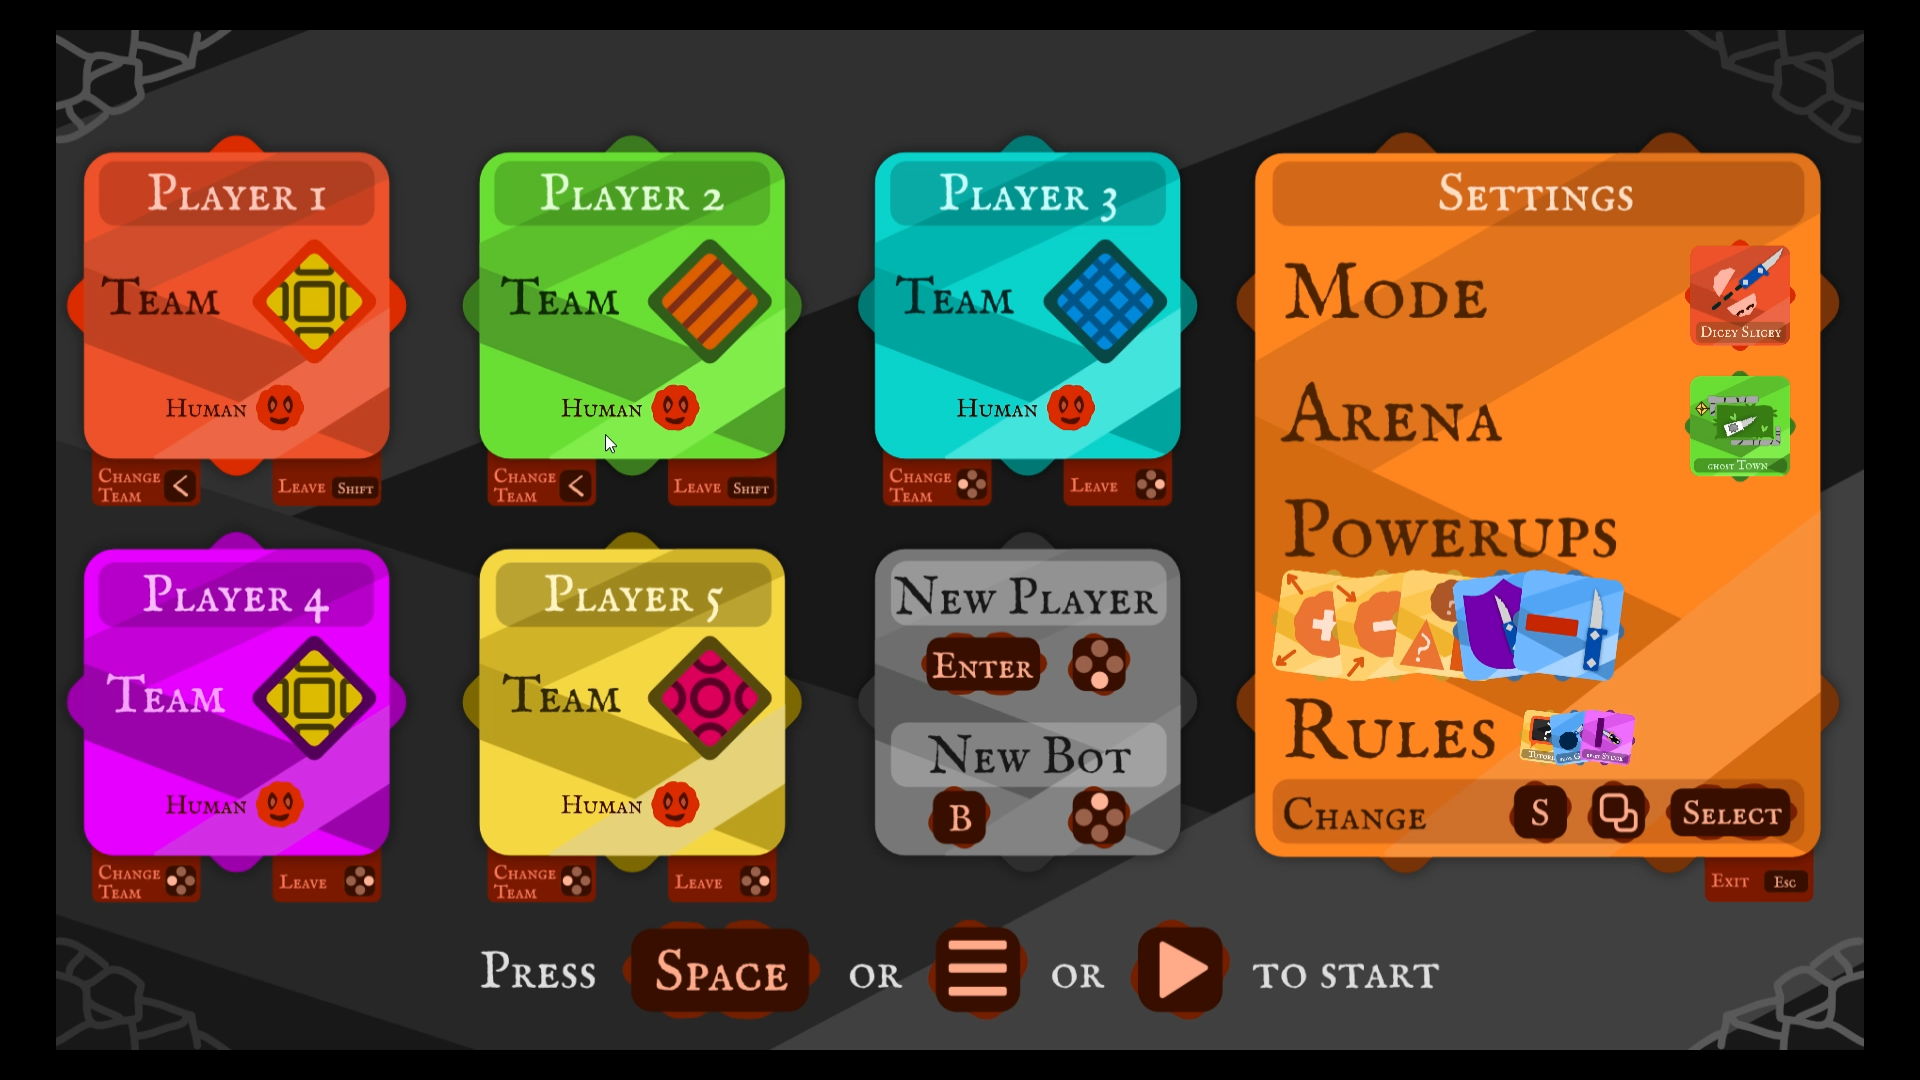 Player 1
Team
Human
Change
Team
<
Leave
Shift
Player 2
Team
Human
Change
Team
<
Leave
Shift
Player 3
Team
Human
Change
Team
Leave
Settings
Mode
Dicey Slicey
Arena
Ghost Town
Powerups
? ?
Rules
Change
S
Select
Exit
Esc
Player 4
Team
Human
Change
Team
Leave
Player 5
Team
Human
Change
Team
Leave
New Player
Enter
New Bot
B
Press Space or or to start